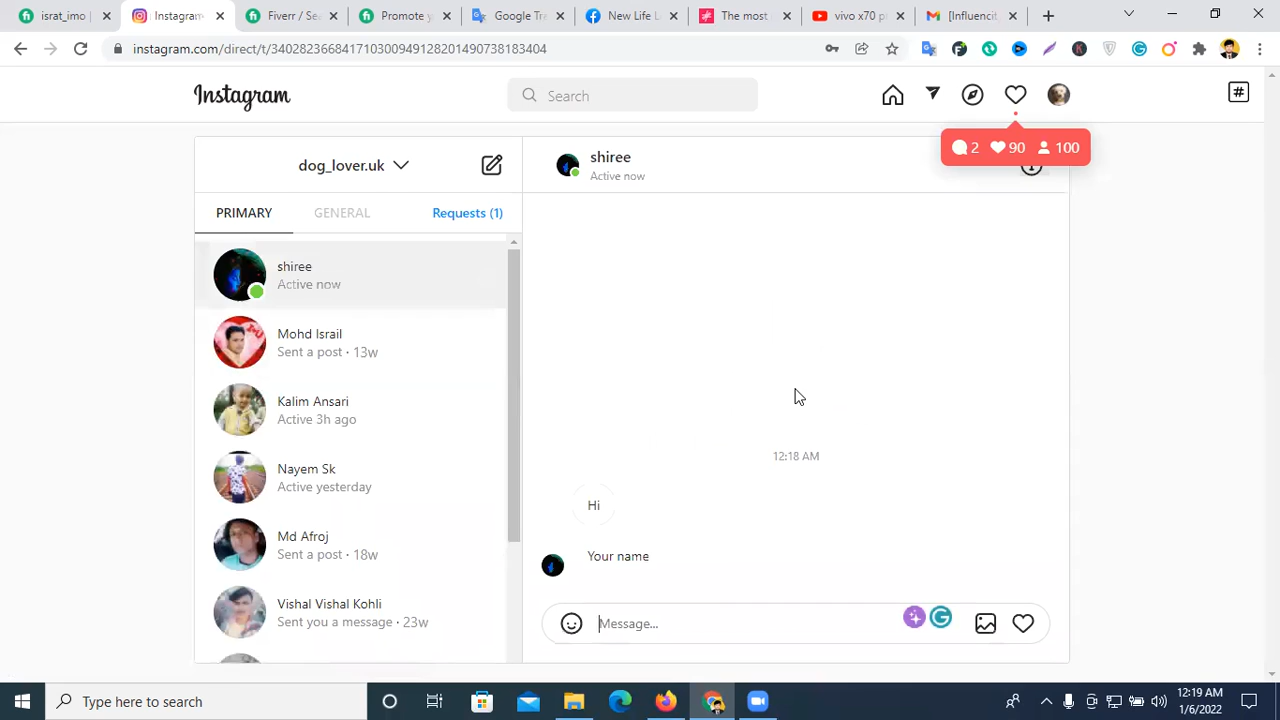 israt_imo
Instagram
Fiverr / Se
Promote y
Google Tre
New Life L
The most
vivo x70 p
[Influencit
instagram.com/direct/t/340282366841710300949128201490738183404
Instagram
Search
2 90 100
dog_lover.uk
shiree
Active now
PRIMARY GENERAL Requests (1)
shiree
Active now
Mohd Israil
Sent a post · 13w
Kalim Ansari
Active 3h ago
Nayem Sk
Active yesterday
Md Afroj
Sent a post · 18w
Vishal Vishal Kohli
Sent you a message · 23w
12:18 AM
Hi
Your name
Message...
Type here to search
12:19 AM
1/6/2022